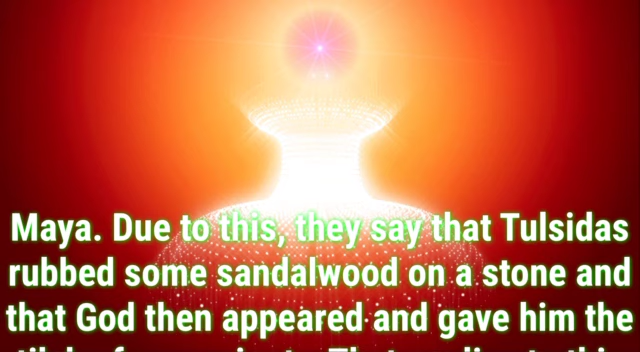 Maya. Due to this, they say that Tulsidas
rubbed some sandalwood on a stone and
that God then appeared and gave him the